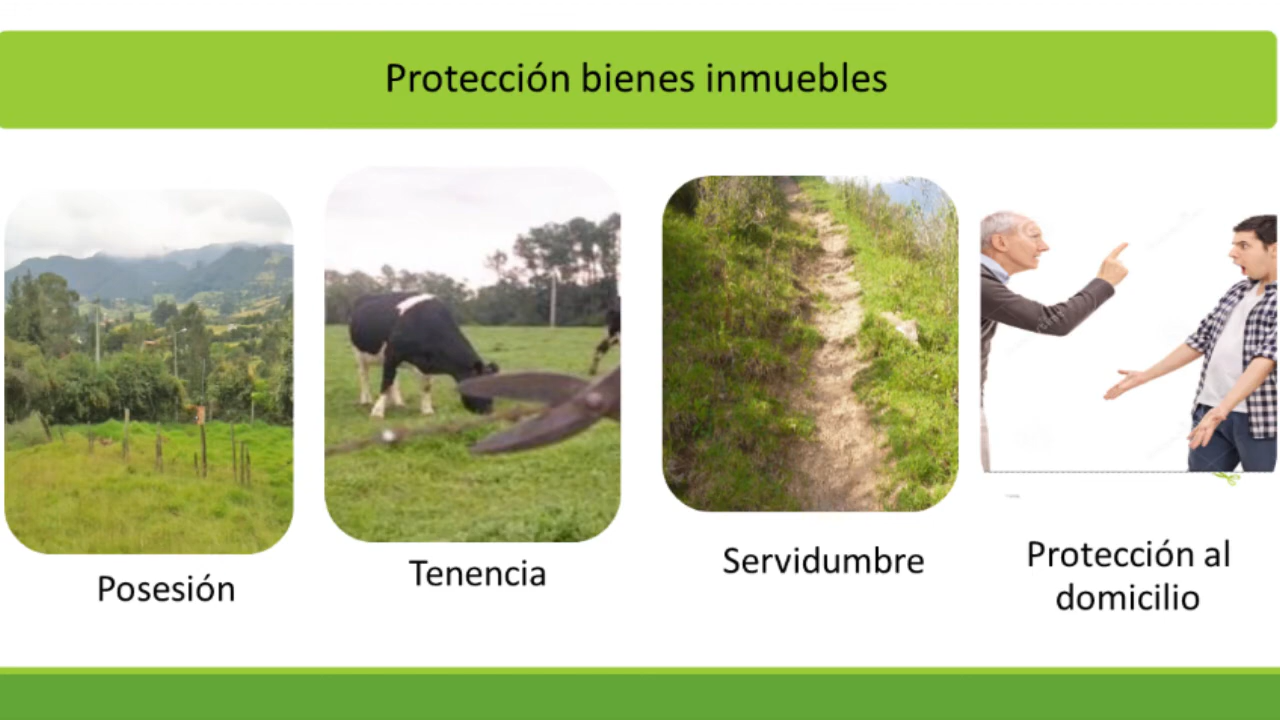 Protección bienes inmuebles
Posesión
Tenencia
Servidumbre
Protección al
domicilio